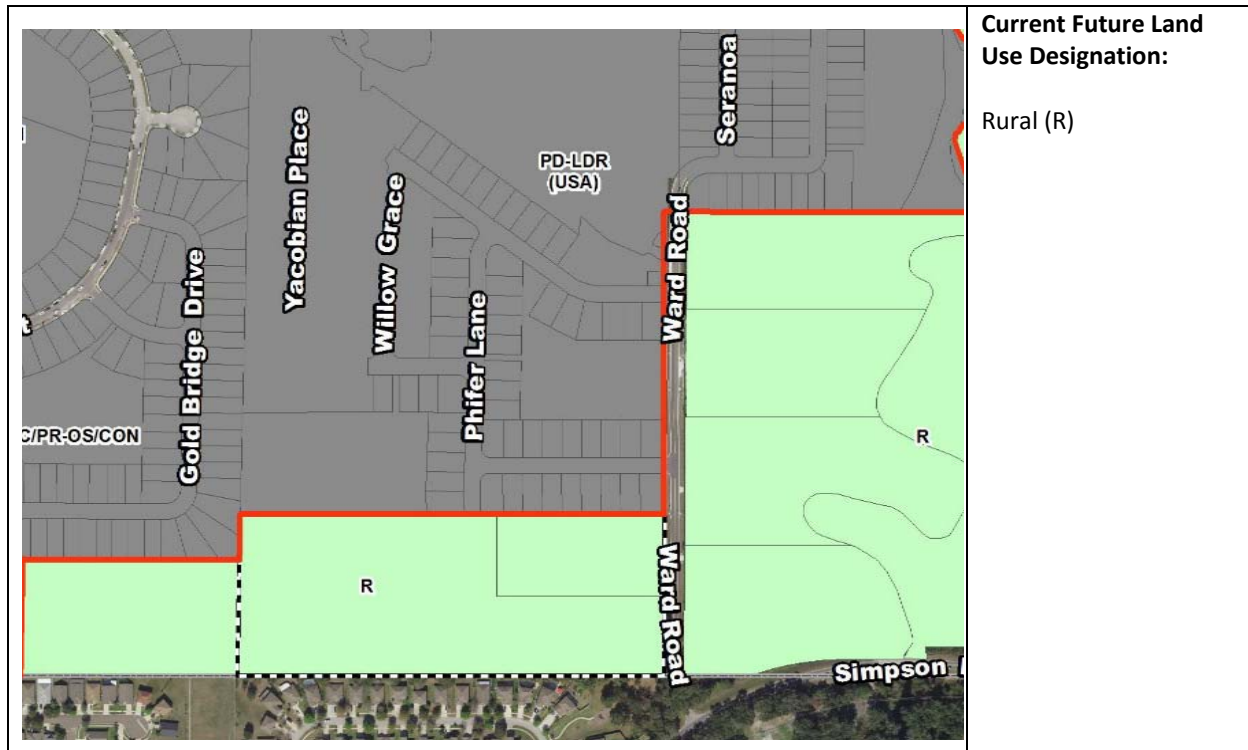 Current Future Land
Use Designation:
Rural (R)
Seranoa
Yacobian Place
PD-LDR
(USA)
Willow Grace
Ward Road
Gold Bridge Drive
Phifer Lane
C/PR-OS/CON
R
R
Ward Road
Simpson